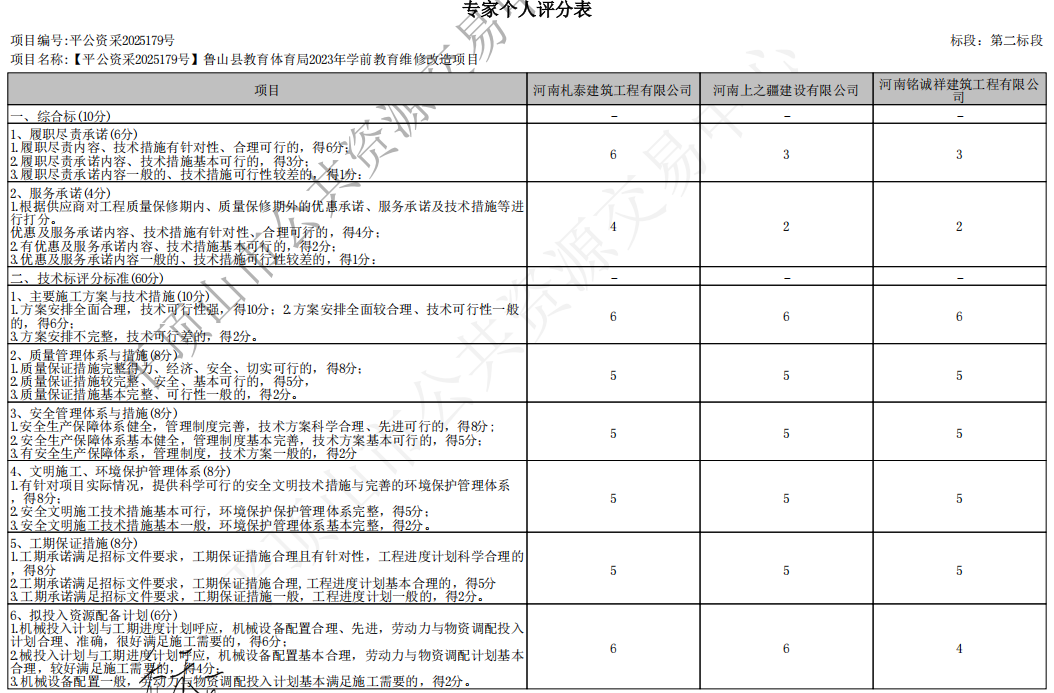 专家个人评分表
项目编号:平公资采2025179号
标段: 第二标段
项目名称:【平公资采2025179号】鲁山县教育体育局2023年学前教育维修改造项目
项目 河南札泰建筑工程有限公司 河南上之疆建设有限公司 河南铭诚祥建筑工程有限公
司
一、综合标(10分) - - -
1、履职尽责承诺(6分)
1.履职尽责内容、技术措施有针对性、合理可行的, 得6分;
2.履职尽责承诺内容、技术措施基本可行的, 得3分;
3.履职尽责承诺内容一般的、技术措施可行性较差的, 得1分;
6 3 3
2、服务承诺(4分)
1.根据供应商对工程质量保修期内、质量保修期外的优惠承诺、服务承诺及技术措施等进
行打分。
优惠及服务承诺内容、技术措施有针对性、合理可行的, 得4分;
2.有优惠及服务承诺内容、技术措施基本可行的, 得2分;
3.优惠及服务承诺内容一般的、技术措施可行性较差的, 得1分;
4 2 2
二、技术标评分标准(60分) - - -
1、主要施工方案与技术措施(10分)
1.方案安排全面合理, 技术可行性强, 得10分; 2.方案安排全面较合理、技术可行性一般
的, 得6分;
3.方案安排不完整, 技术可行差的, 得2分。
6 6 6
2、质量管理体系与措施(8分)
1.质量保证措施完整得力、经济、安全、切实可行的, 得8分;
2.质量保证措施较完整、安全、基本可行的, 得5分,
3.质量保证措施基本完整、可行性一般的, 得2分。
5 5 5
3、安全管理体系与措施(8分)
1.安全生产保障体系健全, 管理制度完善, 技术方案科学合理、先进可行的, 得8分;
2.安全生产保障体系基本健全, 管理制度基本完善, 技术方案基本可行的, 得5分;
3.有安全生产保障体系, 管理制度, 技术方案一般的, 得2分
5 5 5
4、文明施工、环境保护管理体系(8分)
1.有针对项目实际情况, 提供科学可行的安全文明技术措施与完善的环境保护管理体系
, 得8分;
2.安全文明施工技术措施基本可行, 环境保护保护管理体系完整, 得5分;
3.安全文明施工技术措施基本一般, 环境保护管理体系基本完整, 得2分。
5 5 5
5、工期保证措施(8分)
1.工期承诺满足招标文件要求, 工期保证措施合理且有针对性, 工程进度计划科学合理的
, 得8分
2.工期承诺满足招标文件要求, 工期保证措施合理, 工程进度计划基本合理的, 得5分
3.工期承诺满足招标文件要求, 工期保证措施一般, 工程进度计划一般的, 得2分。
5 5 5
6、拟投入资源配备计划(6分)
1.机械投入计划与工期进度计划呼应, 机械设备配置合理、先进, 劳动力与物资调配投入
计划合理、准确, 很好满足施工需要的, 得6分;
2.械投入计划与工期进度计划呼应, 机械设备配置基本合理, 劳动力与物资调配计划基本
合理, 较好满足施工需要的, 得4分;
3.机械设备配置一般, 劳动力与物资调配投入计划基本满足施工需要的, 得2分。
6 6 4
平顶山市公共资源交易中心
平顶山市公共资源交易中心